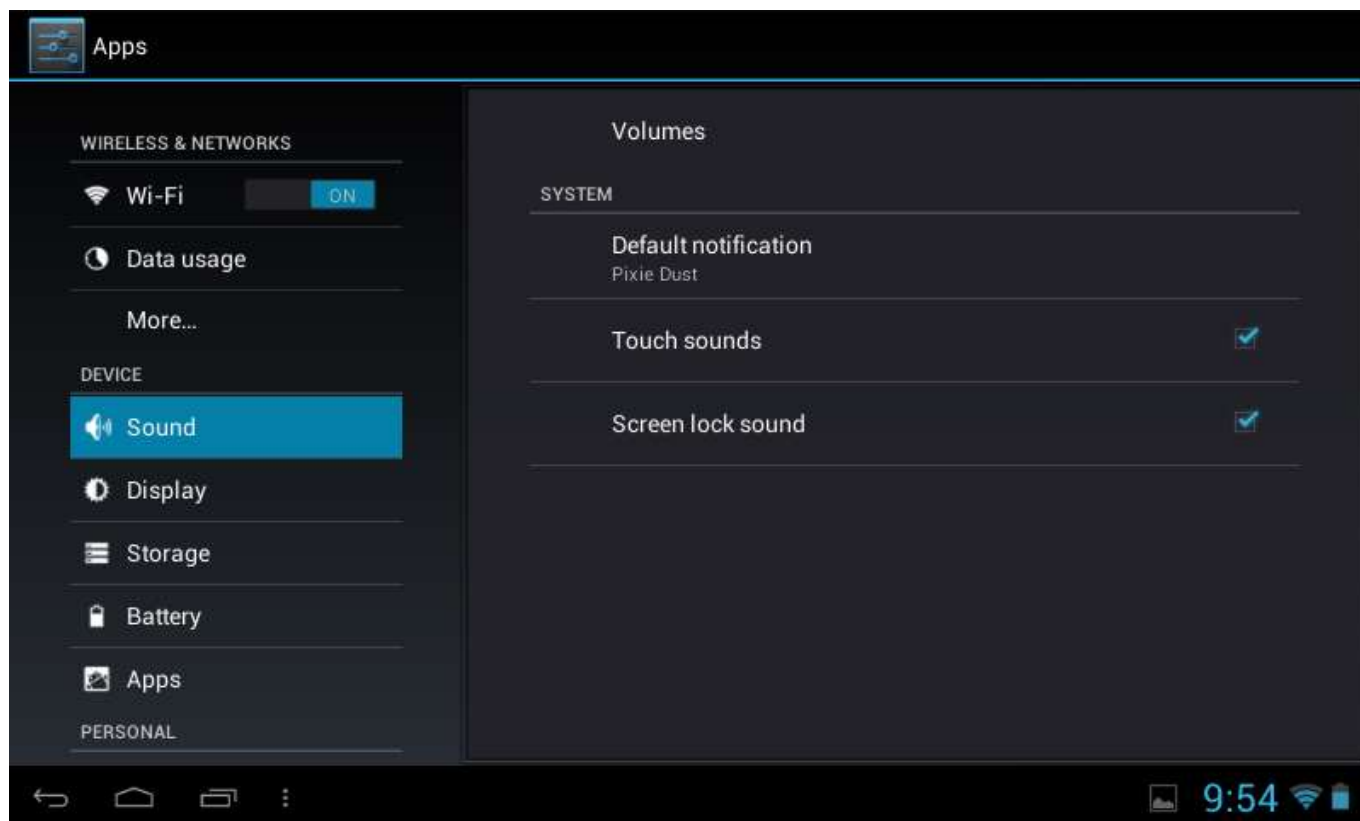 Apps
WIRELESS & NETWORKS
Wi-Fi ON
Data usage
More...
DEVICE
Sound
Display
Storage
Battery
Apps
PERSONAL
Volumes
SYSTEM
Default notification
Pixie Dust
Touch sounds
Screen lock sound
9:54